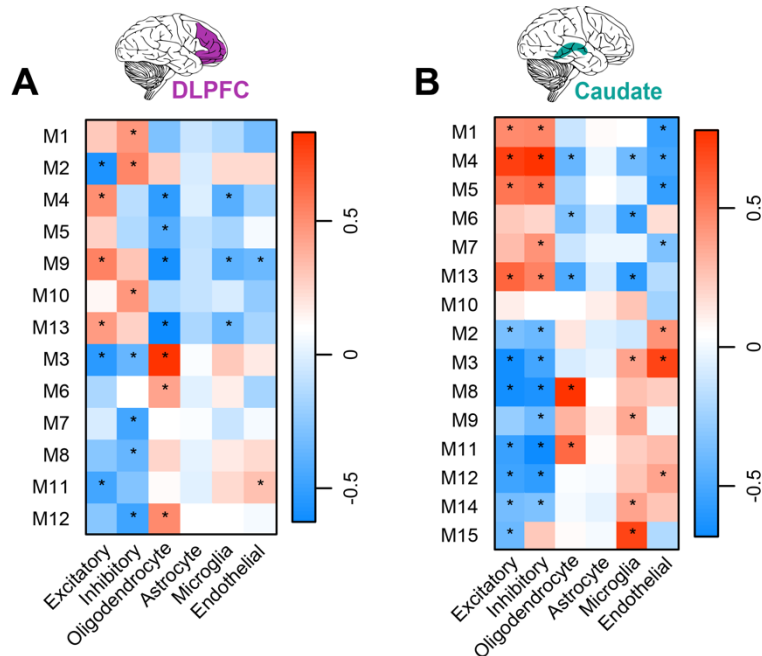 A
DLPFC
M1 * 
M2 * *
M4 * * *
M5 *
M9 * * * *
M10 *
M13 * * *
M3 * * *
M6 *
M7 *
M8 *
M11 * *
M12 * *
Excitatory
Inhibitory
Oligodendrocyte
Astrocyte
Microglia
Endothelial
0.5
0
-0.5
B
Caudate
M1 * * *
M4 * * * * *
M5 * * *
M6 * *
M7 * *
M13 * * * *
M10
M2 * * *
M3 * * * *
M8 * * *
M9 * *
M11 * * *
M12 * * *
M14 * * *
M15 * *
Excitatory
Inhibitory
Oligodendrocyte
Astrocyte
Microglia
Endothelial
0.5
0
-0.5